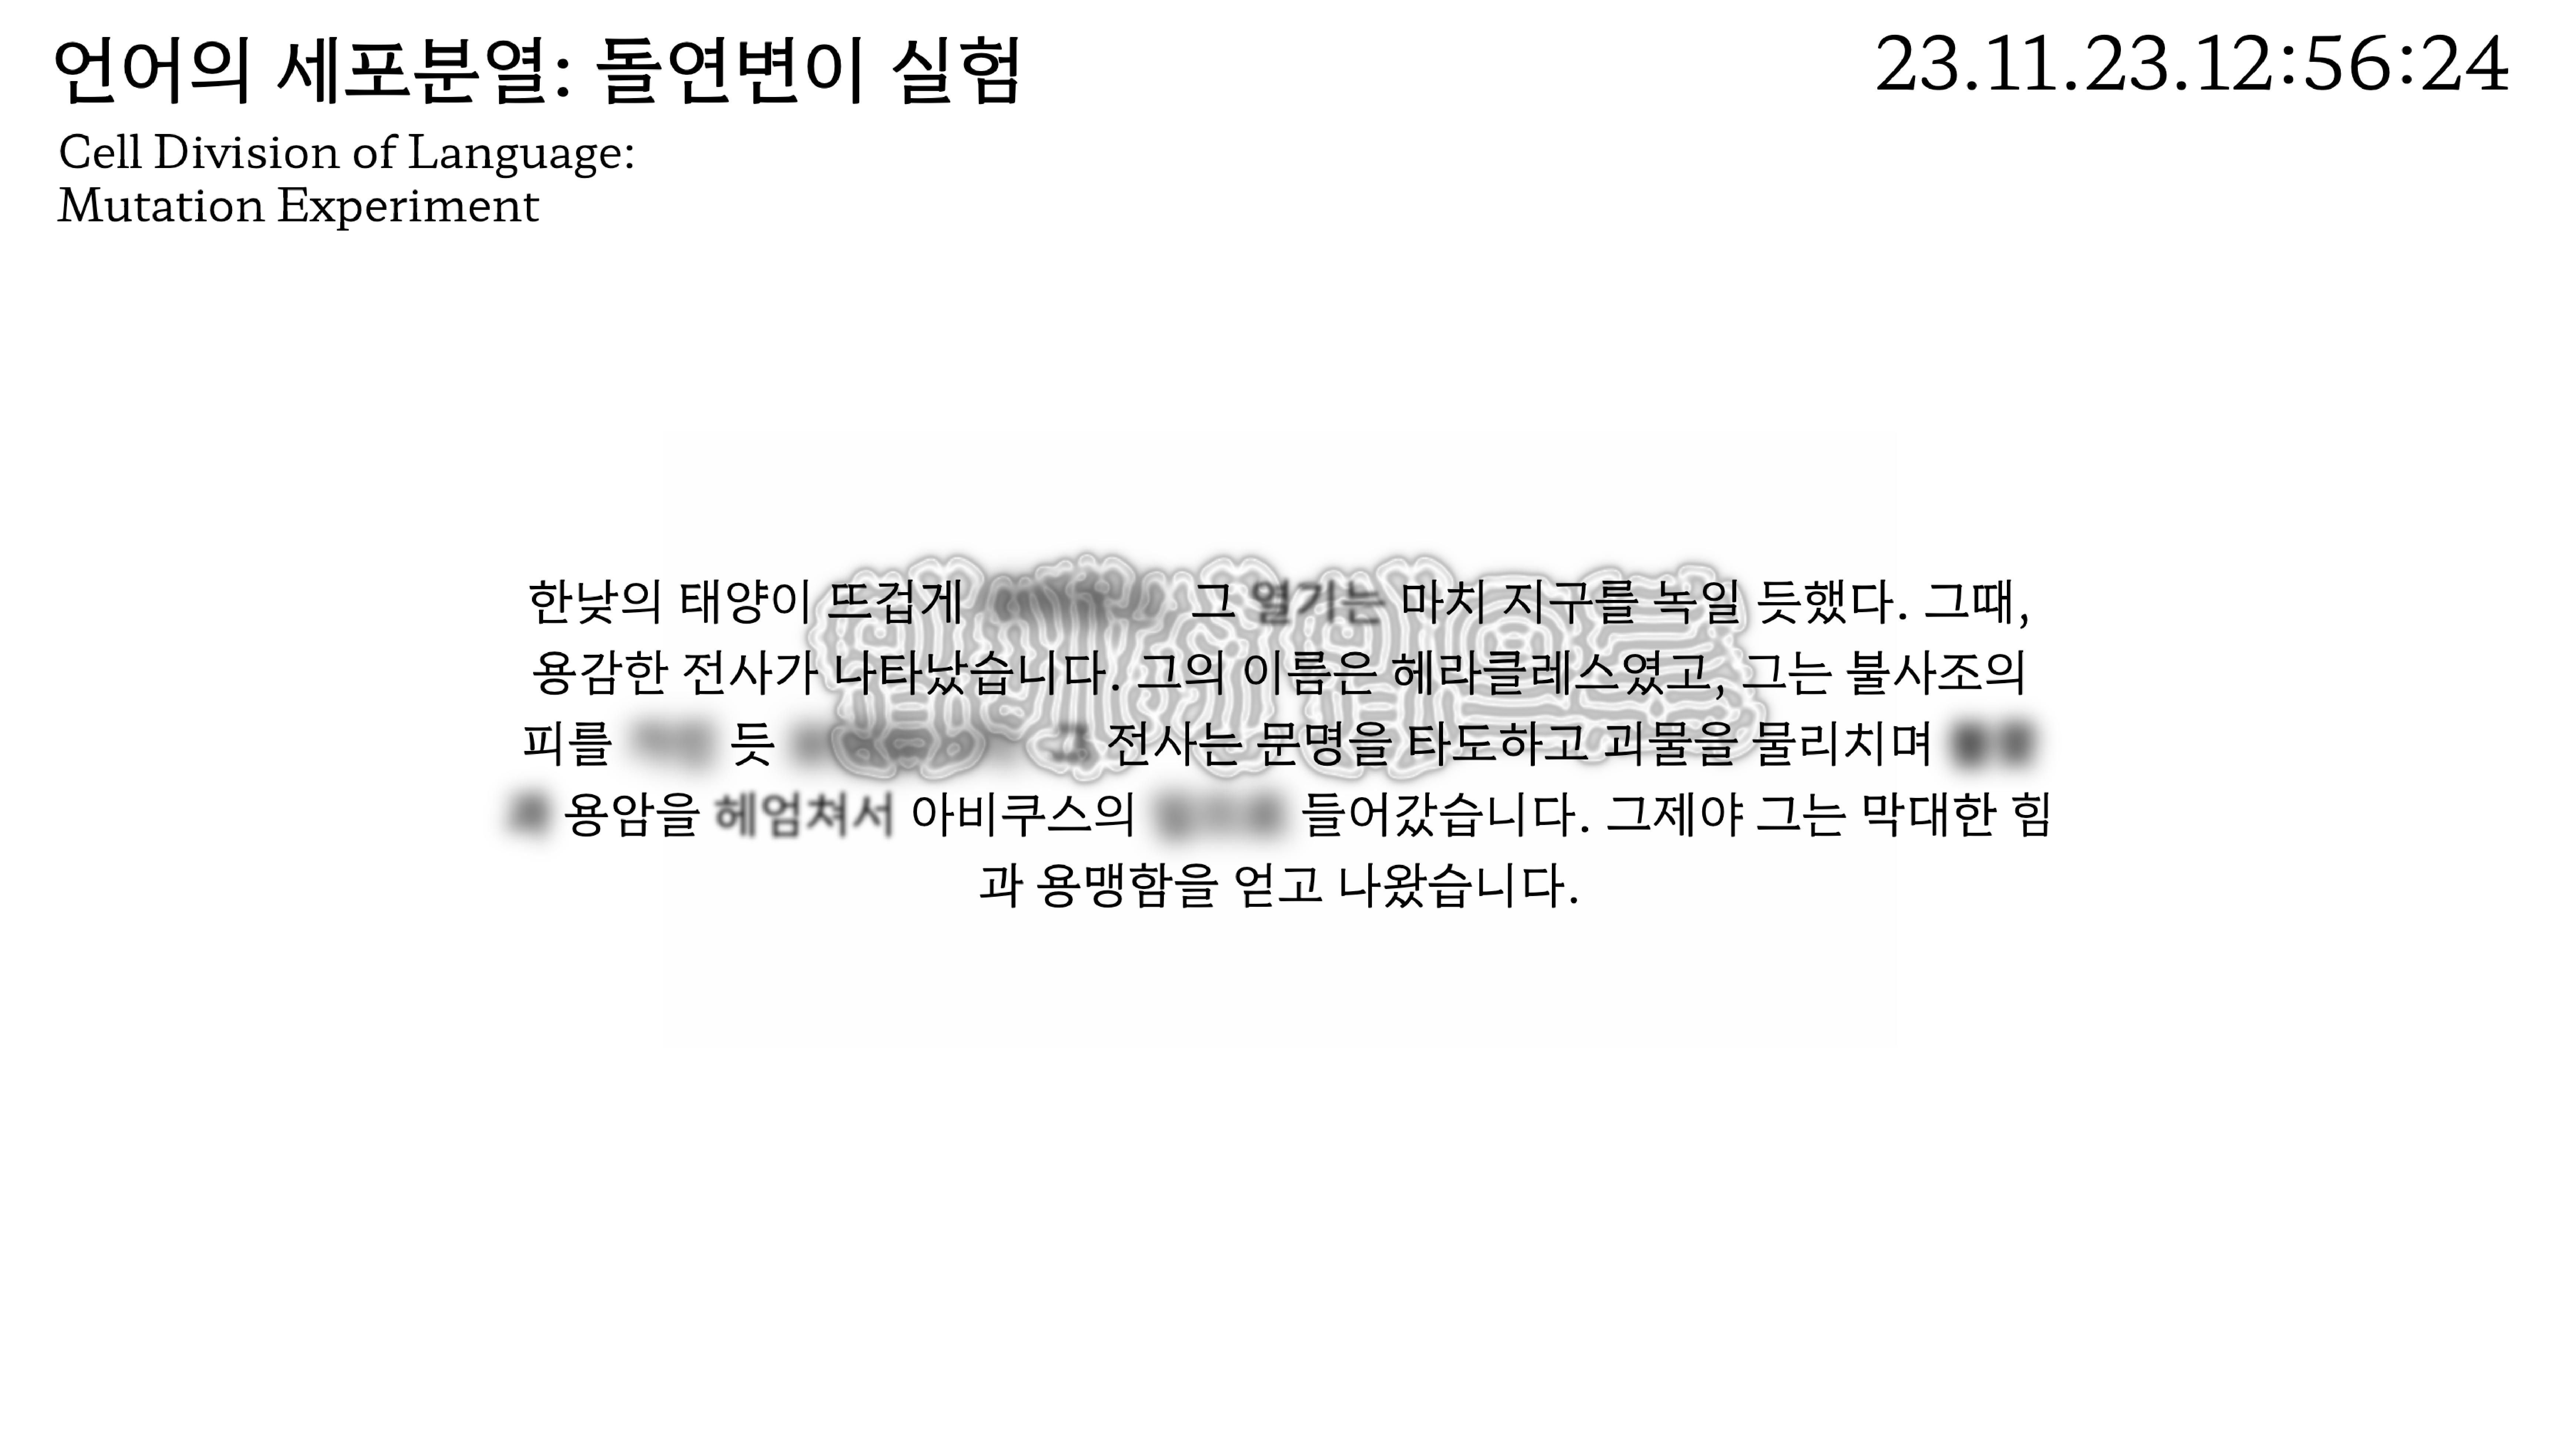 언어의 세포분열: 돌연변이 실험
23.11.23.12:56:24
Cell Division of Language:
Mutation Experiment
한낮의 태양이 뜨겁게 그 열기는 마치 지구를 녹일 듯했다. 그때,
용감한 전사가 나타났습니다. 그의 이름은 헤라클레스였고, 그는 불사조의
피를 듯 그 전사는 문명을 타도하고 괴물을 물리치며
용암을 헤엄쳐서 아비쿠스의 들어갔습니다. 그제야 그는 막대한 힘
과 용맹함을 얻고 나왔습니다.